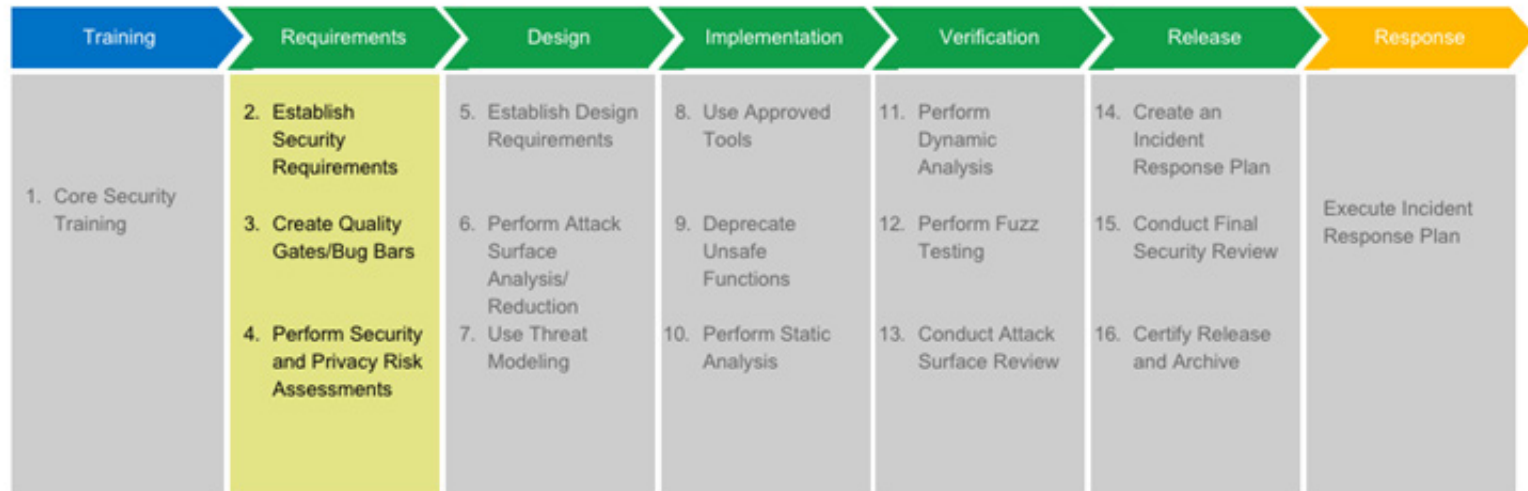 Training
Requirements
Design
Implementation
Verification
Release
Response
1. Core Security
Training
2. Establish
Security
Requirements
3. Create Quality
Gates/Bug Bars
4. Perform Security
and Privacy Risk
Assessments
5. Establish Design
Requirements
6. Perform Attack
Surface
Analysis/
Reduction
7. Use Threat
Modeling
8. Use Approved
Tools
9. Deprecate
Unsafe
Functions
10. Perform Static
Analysis
11. Perform
Dynamic
Analysis
12. Perform Fuzz
Testing
13. Conduct Attack
Surface Review
14. Create an
Incident
Response Plan
15. Conduct Final
Security Review
16. Certify Release
and Archive
Execute Incident
Response Plan